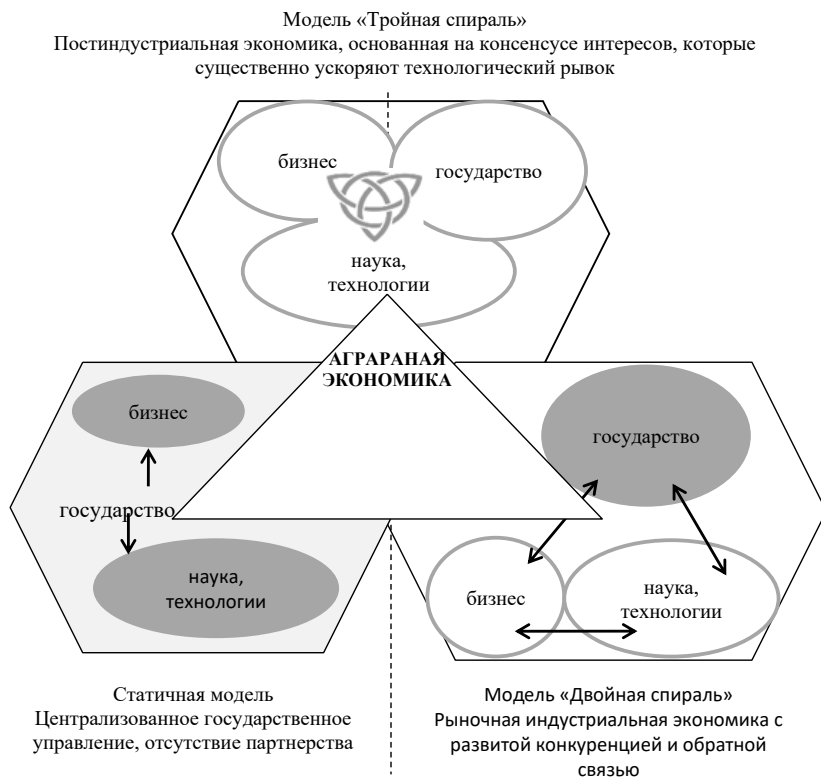 Модель «Тройная спираль»
Постиндустриальная экономика, основанная на консенсусе интересов, которые
существенно ускоряют технологический рывок
бизнес
государство
наука,
технологии
АГРАРАНАЯ
ЭКОНОМИКА
бизнес
государство
наука,
технологии
государство
бизнес
наука,
технологии
Статичная модель
Централизованное государственное
управление, отсутствие партнерства
Модель «Двойная спираль»
Рыночная индустриальная экономика с
развитой конкуренцией и обратной
связью